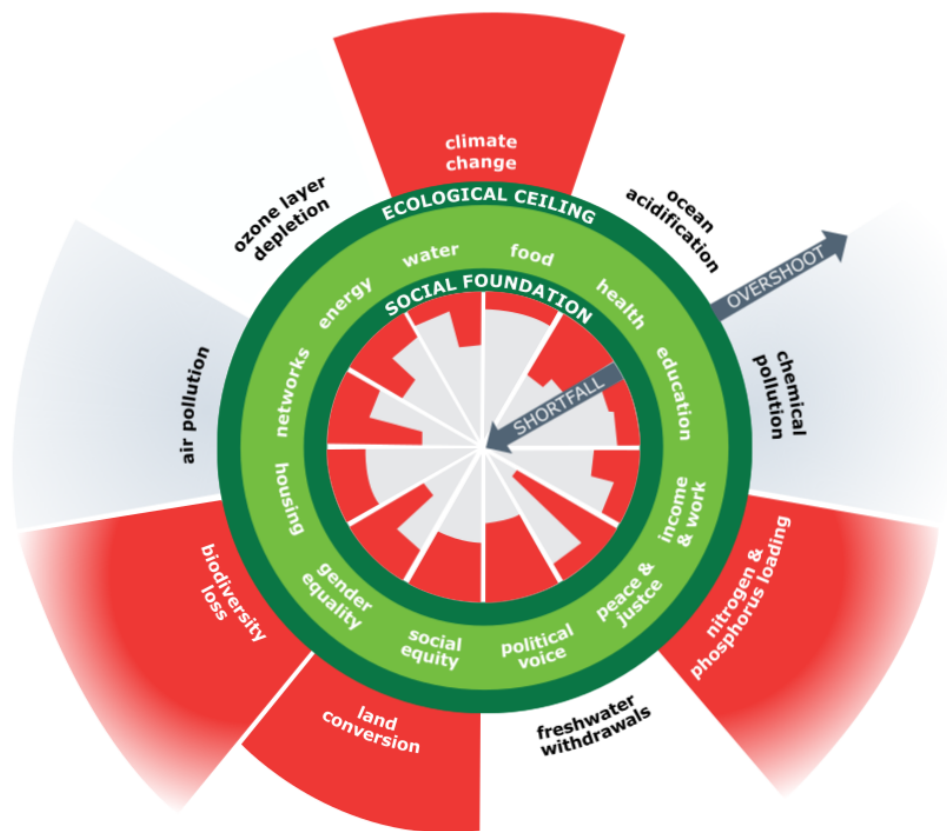 climate
change
ECOLOGICAL CEILING
ozone layer
depletion
ocean
acidification
OVERSHOOT
water
food
energy
health
SOCIAL FOUNDATION
networks
education
air pollution
chemical
pollution
SHORTFALL
housing
income
& work
gender
equality
peace &
justce
social
equity
political
voice
biodiversity
loss
nitrogen &
phosphorus loading
land
conversion
freshwater
withdrawals